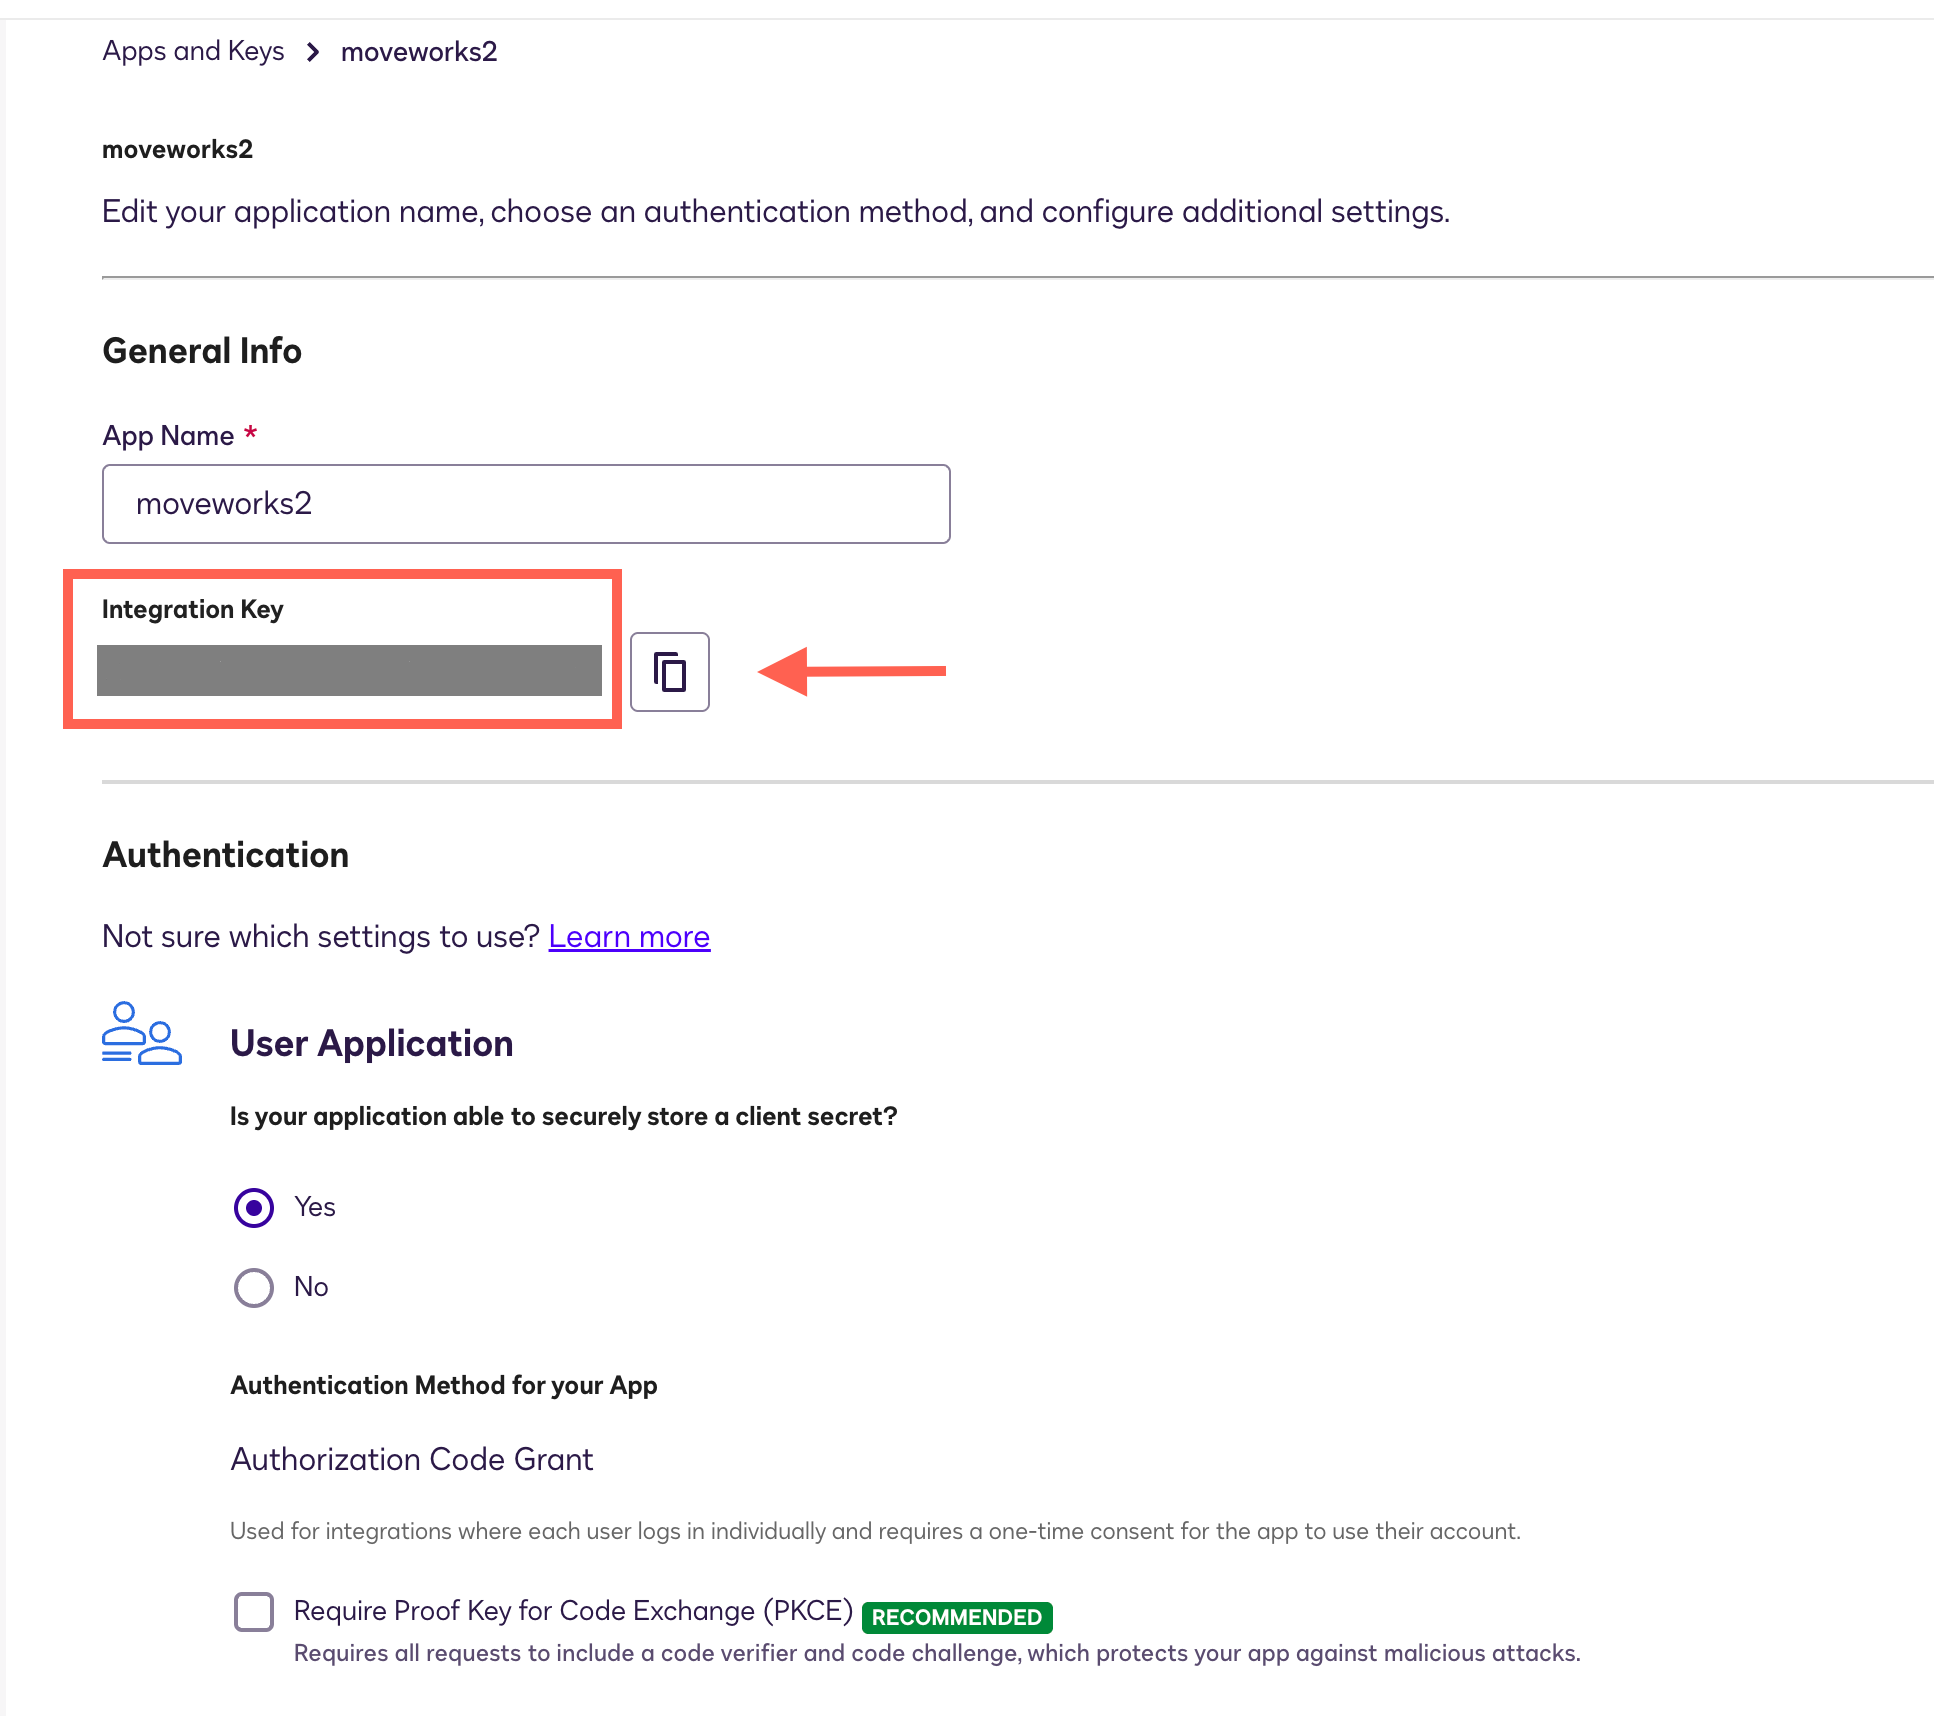 Apps and Keys > moveworks2
moveworks2
Edit your application name, choose an authentication method, and configure additional settings.
General Info
App Name *
moveworks2
Integration Key
Authentication
Not sure which settings to use? Learn more
User Application
Is your application able to securely store a client secret?
Yes
No
Authentication Method for your App
Authorization Code Grant
Used for integrations where each user logs in individually and requires a one-time consent for the app to use their account.
Require Proof Key for Code Exchange (PKCE) RECOMMENDED
Requires all requests to include a code verifier and code challenge, which protects your app against malicious attacks.